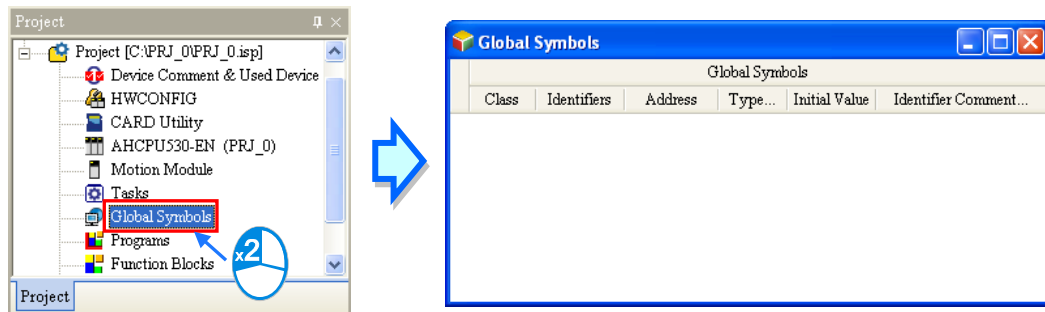 Project
Project [C:\PRJ_0\PRJ_0.isp]
Device Comment & Used Device
HWCONFIG
CARD Utility
AHCPU530-EN (PRJ_0)
Motion Module
Tasks
Global Symbols
Programs
Function Blocks
Project
x2
Global Symbols
Global Symbols
Class Identifiers Address Type... Initial Value Identifier Comment...